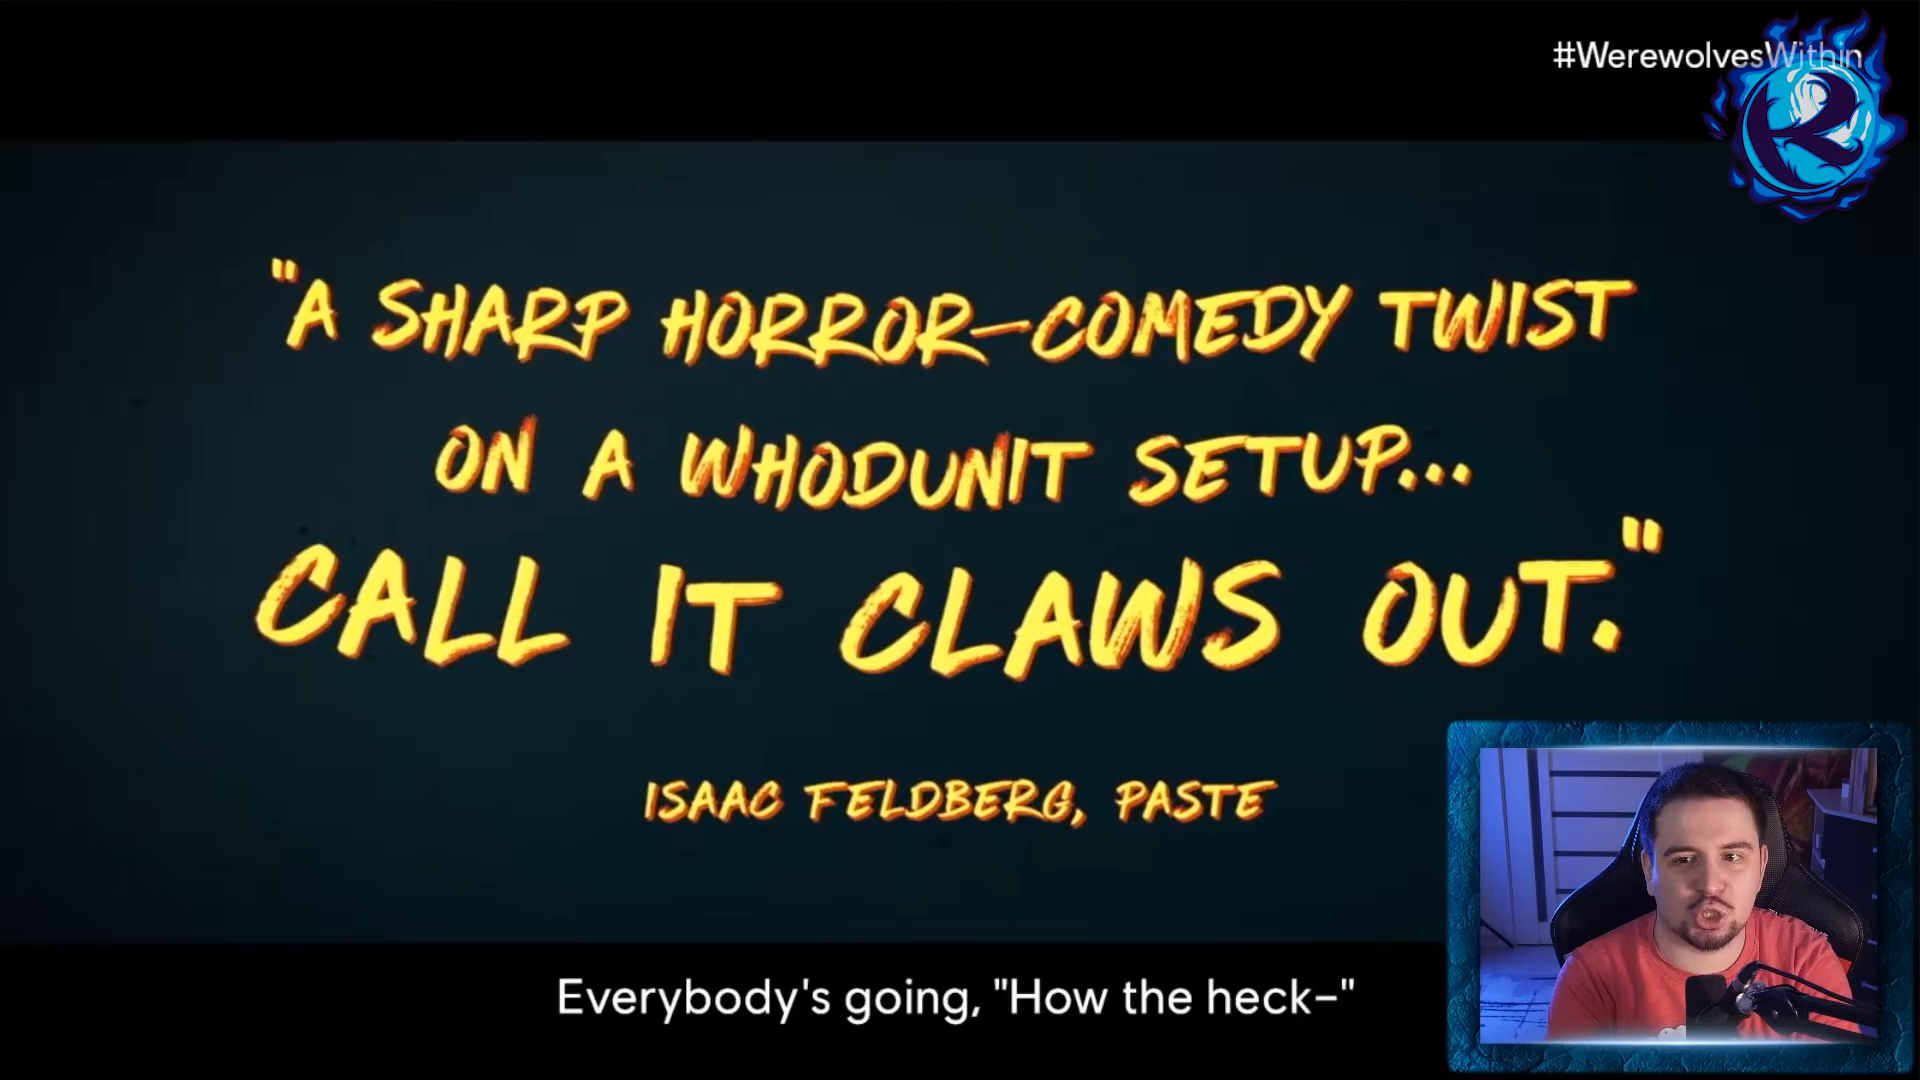 #WerewolvesWithin
"A SHARP HORROR-COMEDY TWIST
ON A WHODUNIT SETUP...
CALL IT CLAWS OUT."
ISAAC FELDBERG, PASTE
Everybody's going, "How the heck–"